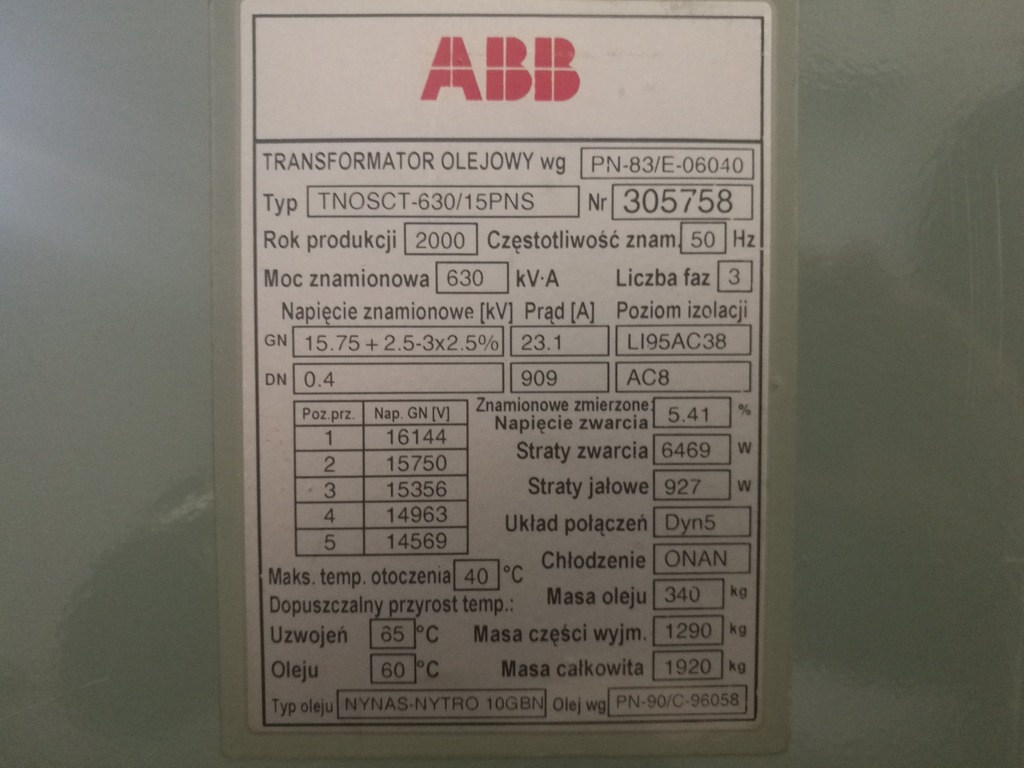 ABB
TRANSFORMATOR OLEJOWY wg PN-83/E-06040
Typ TNOSCT-630/15PNS Nr 305758
Rok produkcji 2000 Częstotliwość znam. 50 Hz
Moc znamionowa 630 kV·A Liczba faz 3
Napięcie znamionowe [kV] Prąd [A] Poziom izolacji
GN 15.75 + 2.5-3x2.5% 23.1 LI95AC38
DN 0.4 909 AC8
Poz.prz. Nap. GN [V]
1 16144
2 15750
3 15356
4 14963
5 14569
Znamionowe zmierzone:
Napięcie zwarcia 5.41 %
Straty zwarcia 6469 W
Straty jałowe 927 W
Układ połączeń Dyn5
Chłodzenie ONAN
Masa oleju 340 kg
Masa części wyjm. 1290 kg
Masa całkowita 1920 kg
Maks. temp. otoczenia 40 °C
Dopuszczalny przyrost temp.:
Uzwojeń 65 °C
Oleju 60 °C
Typ oleju NYNAS-NYTRO 10GBN Olej wg PN-90/C-96058